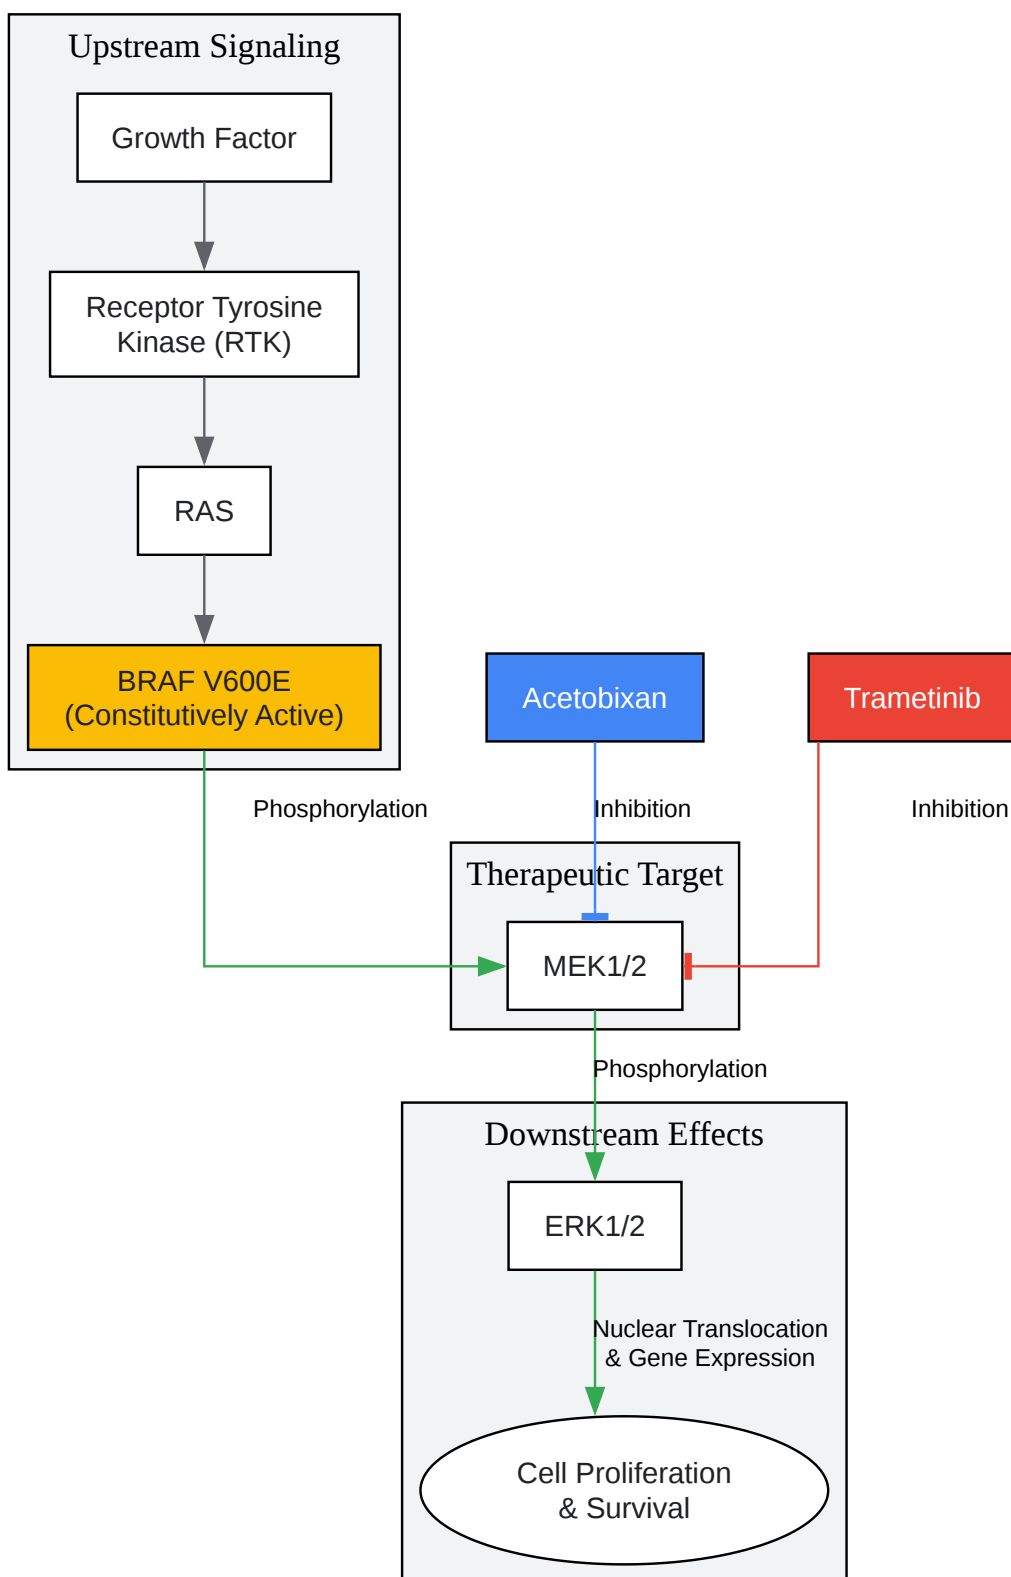 Upstream Signaling
Growth Factor
Receptor Tyrosine
Kinase (RTK)
RAS
BRAF V600E
(Constitutively Active)
Acetobixan
Trametinib
Phosphorylation
Inhibition
Inhibition
Therapeutic Target
MEK1/2
Phosphorylation
Downstream Effects
ERK1/2
Nuclear Translocation
& Gene Expression
Cell Proliferation
& Survival